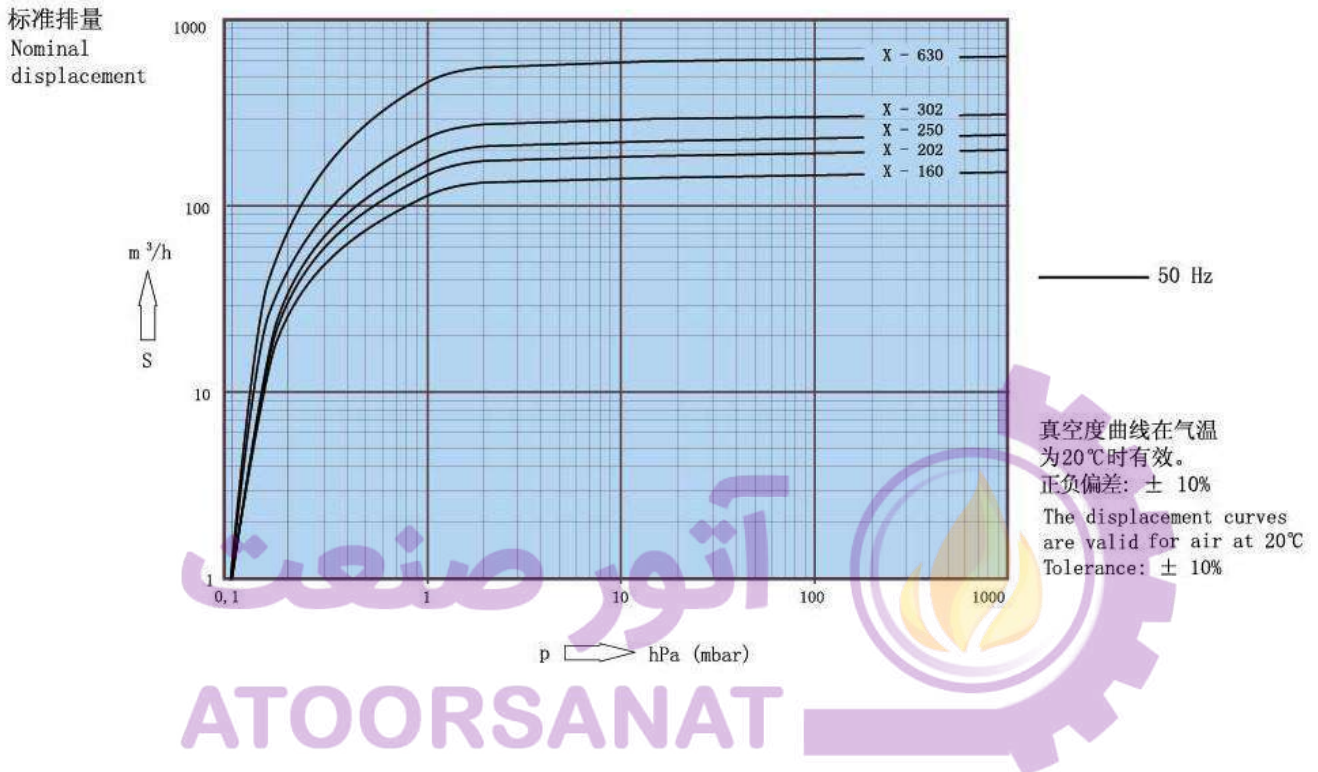 标准排量
Nominal
displacement
1000
100
10
1
m³/h
S
X - 630
X - 302
X - 250
X - 202
X - 160
50 Hz
0,1
1
10
100
1000
p
hPa (mbar)
真空度曲线在气温
为20℃时有效。
正负偏差: ± 10%
The displacement curves
are valid for air at 20℃
Tolerance: ± 10%
آتور صنعت
ATOORSANAT